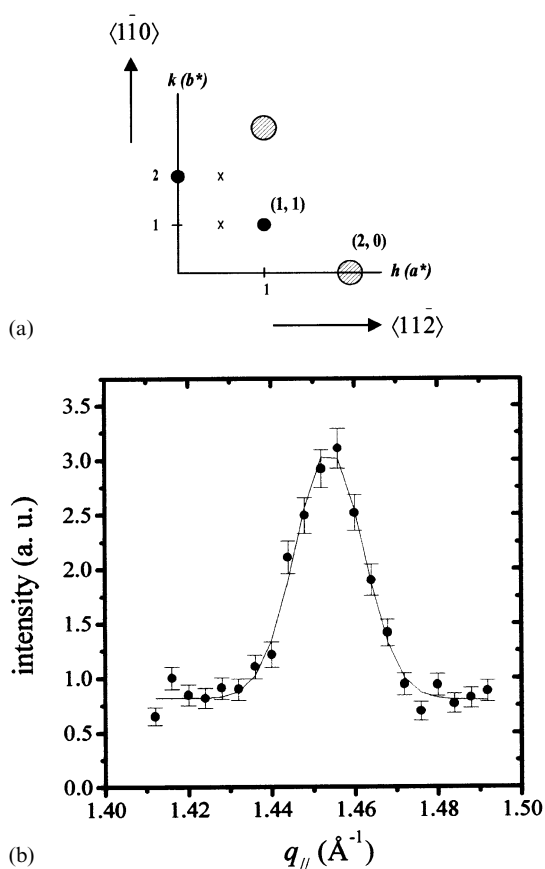 ⟨11̄0⟩
k (b*)
2
x
1
x
(1, 1)
(2, 0)
h (a*)
1
⟨112̄⟩
(a)
3.5
3.0
2.5
2.0
1.5
1.0
0.5
0.0
intensity (a. u.)
1.40 1.42 1.44 1.46 1.48 1.50
q// (Å-1)
(b)